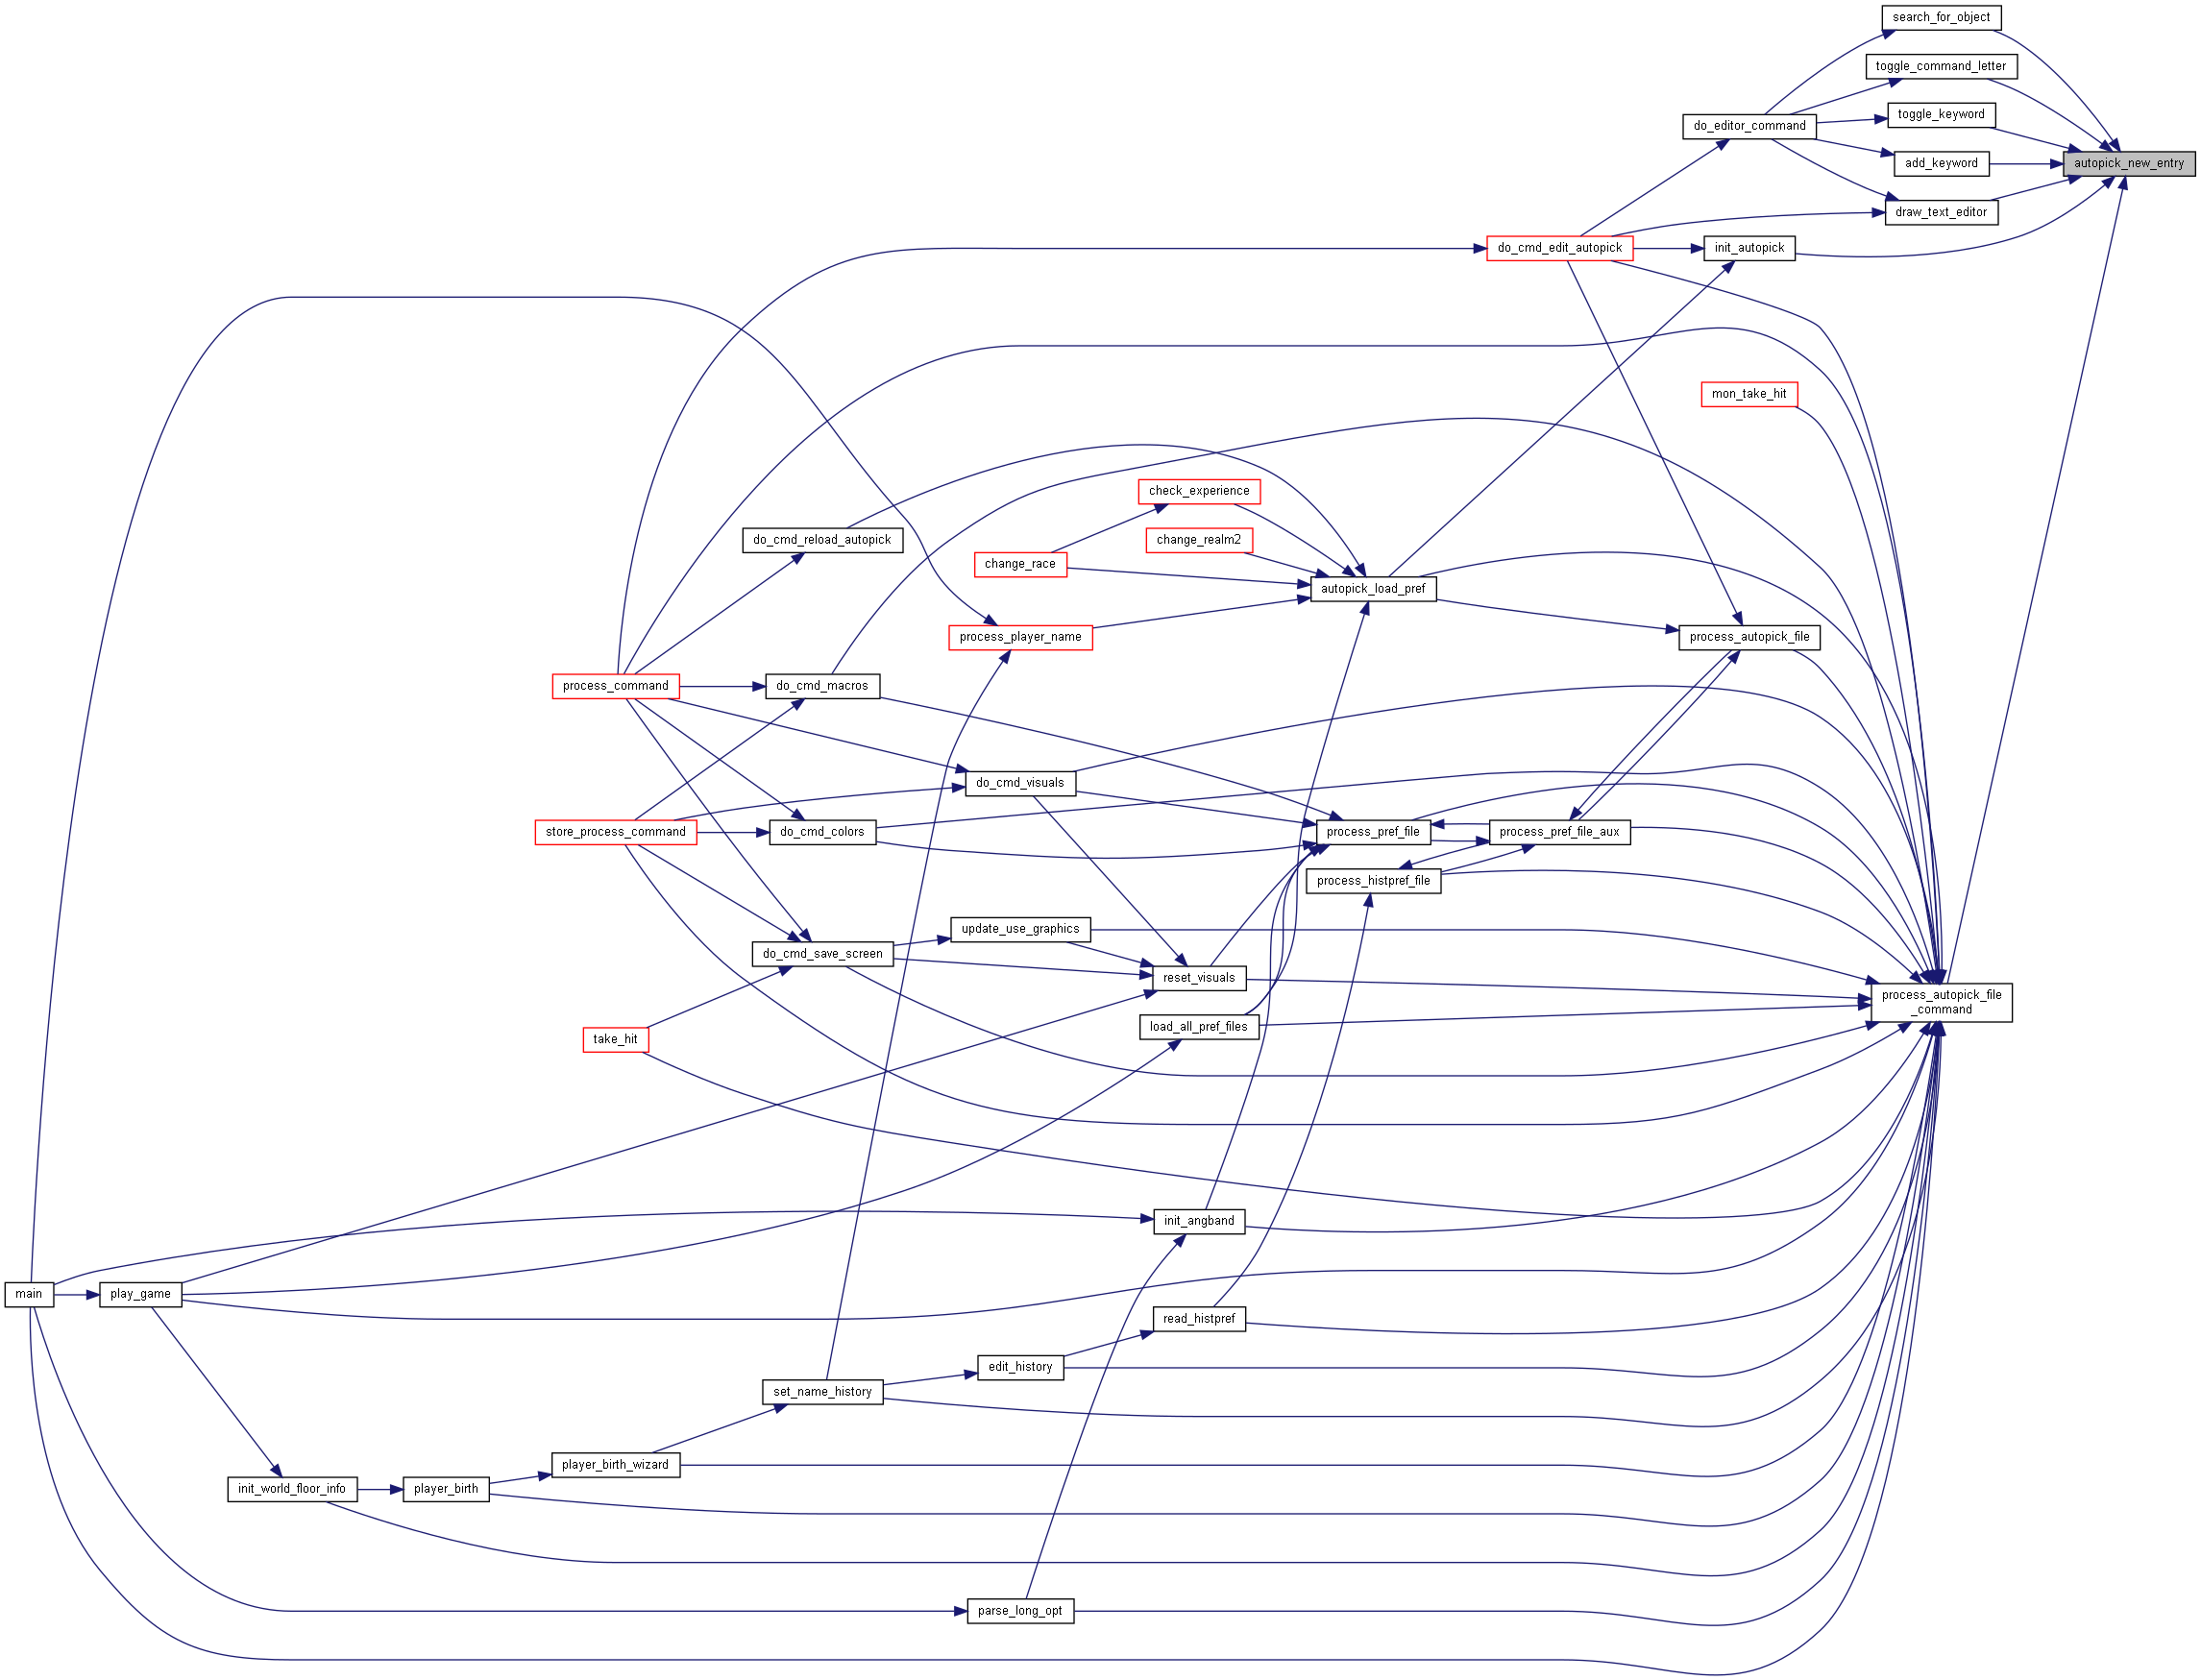 search_for_object
toggle_command_letter
toggle_keyword
do_editor_command
add_keyword
autopick_new_entry
draw_text_editor
do_cmd_edit_autopick
init_autopick
mon_take_hit
check_experience
do_cmd_reload_autopick
change_realm2
change_race
autopick_load_pref
process_player_name
process_autopick_file
process_command
do_cmd_macros
do_cmd_visuals
store_process_command
do_cmd_colors
process_pref_file
process_pref_file_aux
process_histpref_file
update_use_graphics
do_cmd_save_screen
reset_visuals
process_autopick_file
_command
load_all_pref_files
take_hit
init_angband
main
play_game
read_histpref
edit_history
set_name_history
player_birth_wizard
init_world_floor_info
player_birth
parse_long_opt